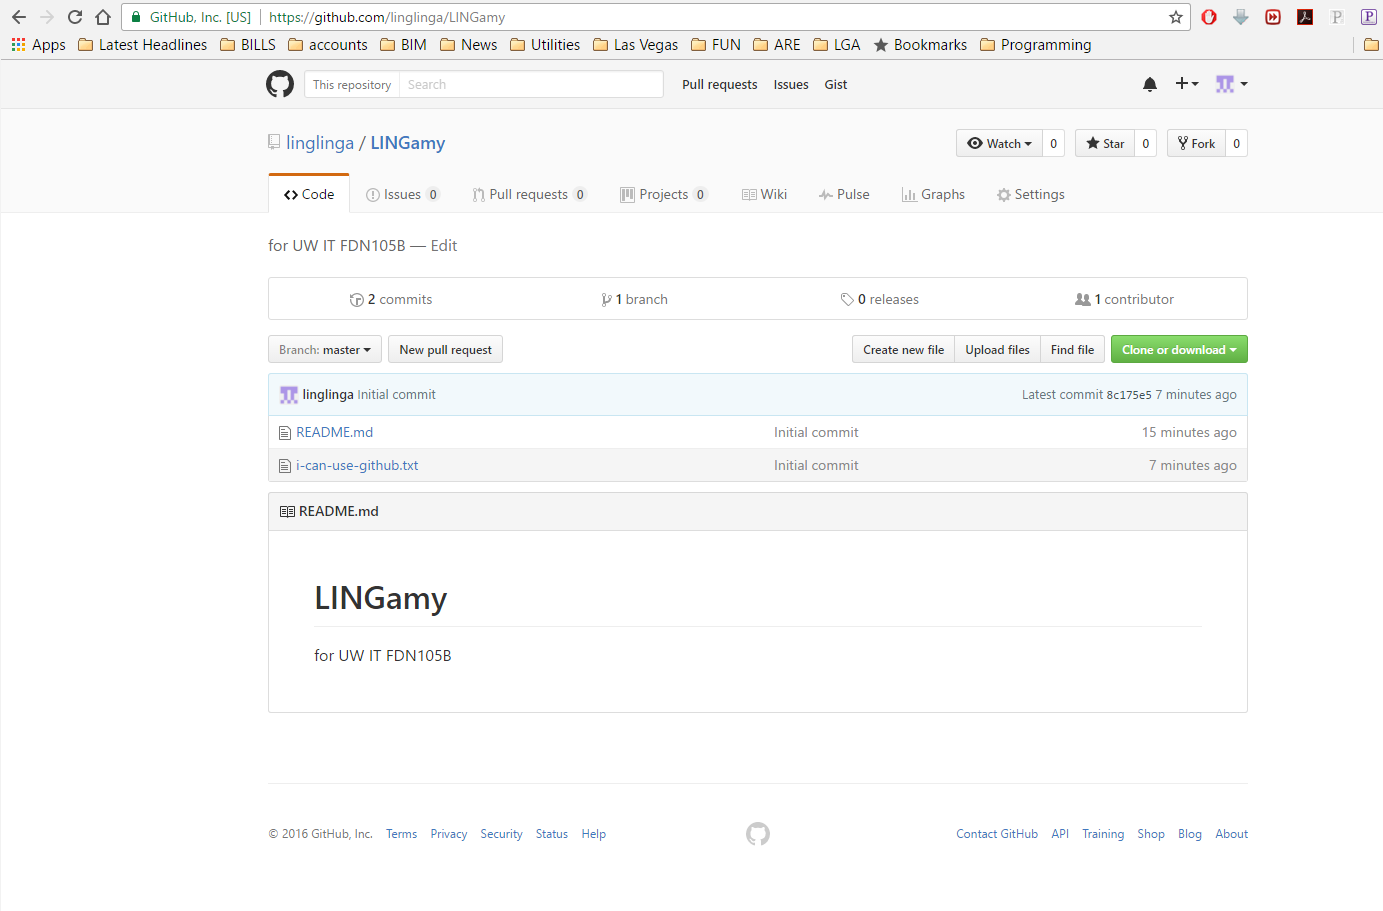 GitHub, Inc. [US] https://github.com/linglinga/LINGamy
Apps Latest Headlines BILLS accounts BIM News Utilities Las Vegas FUN ARE LGA Bookmarks Programming
This repository Search Pull requests Issues Gist
linglinga / LINGamy Watch 0 Star 0 Fork 0
Code Issues 0 Pull requests 0 Projects 0 Wiki Pulse Graphs Settings
for UW IT FDN105B — Edit
2 commits 1 branch 0 releases 1 contributor
Branch: master New pull request Create new file Upload files Find file Clone or download
linglinga Initial commit Latest commit 8c175e5 7 minutes ago
README.md Initial commit 15 minutes ago
i-can-use-github.txt Initial commit 7 minutes ago
README.md
LINGamy
for UW IT FDN105B
© 2016 GitHub, Inc. Terms Privacy Security Status Help Contact GitHub API Training Shop Blog About